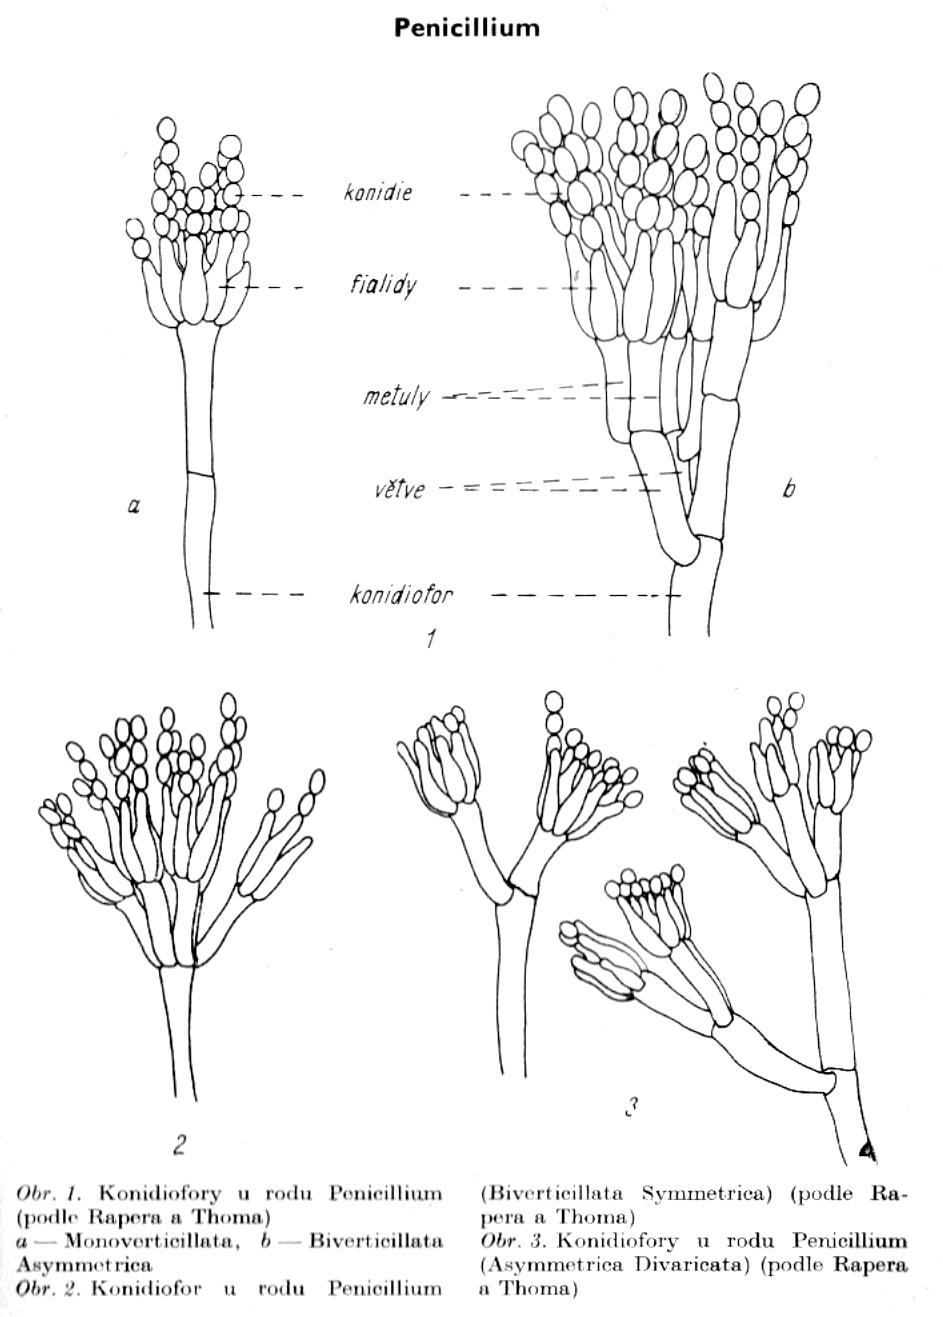 Penicillium
konidie
fialidy
metuly
větve
a
b
konidiofor
1
2
3
Obr. 1. Konidiofory u rodu Penicillium
(podle Rapera a Thoma)
a — Monoverticillata, b — Biverticillata
Asymmetrica
Obr. 2. Konidiofor u rodu Penicillium
(Biverticillata Symmetrica) (podle Ra-
pera a Thoma)
Obr. 3. Konidiofory u rodu Penicillium
(Asymmetrica Divaricata) (podle Rapera
a Thoma)